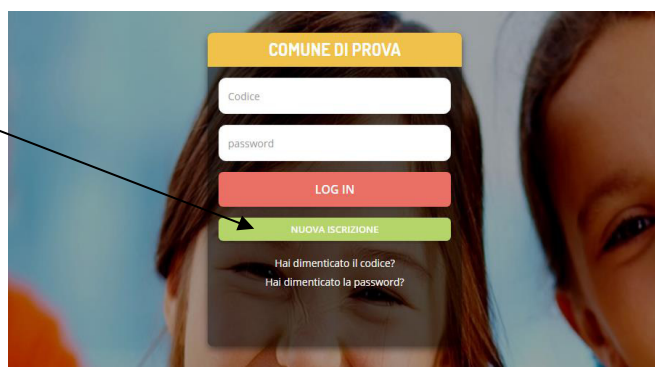 COMUNE DI PROVA
Codice
password
LOG IN
NUOVA ISCRIZIONE
Hai dimenticato il codice?
Hai dimenticato la password?